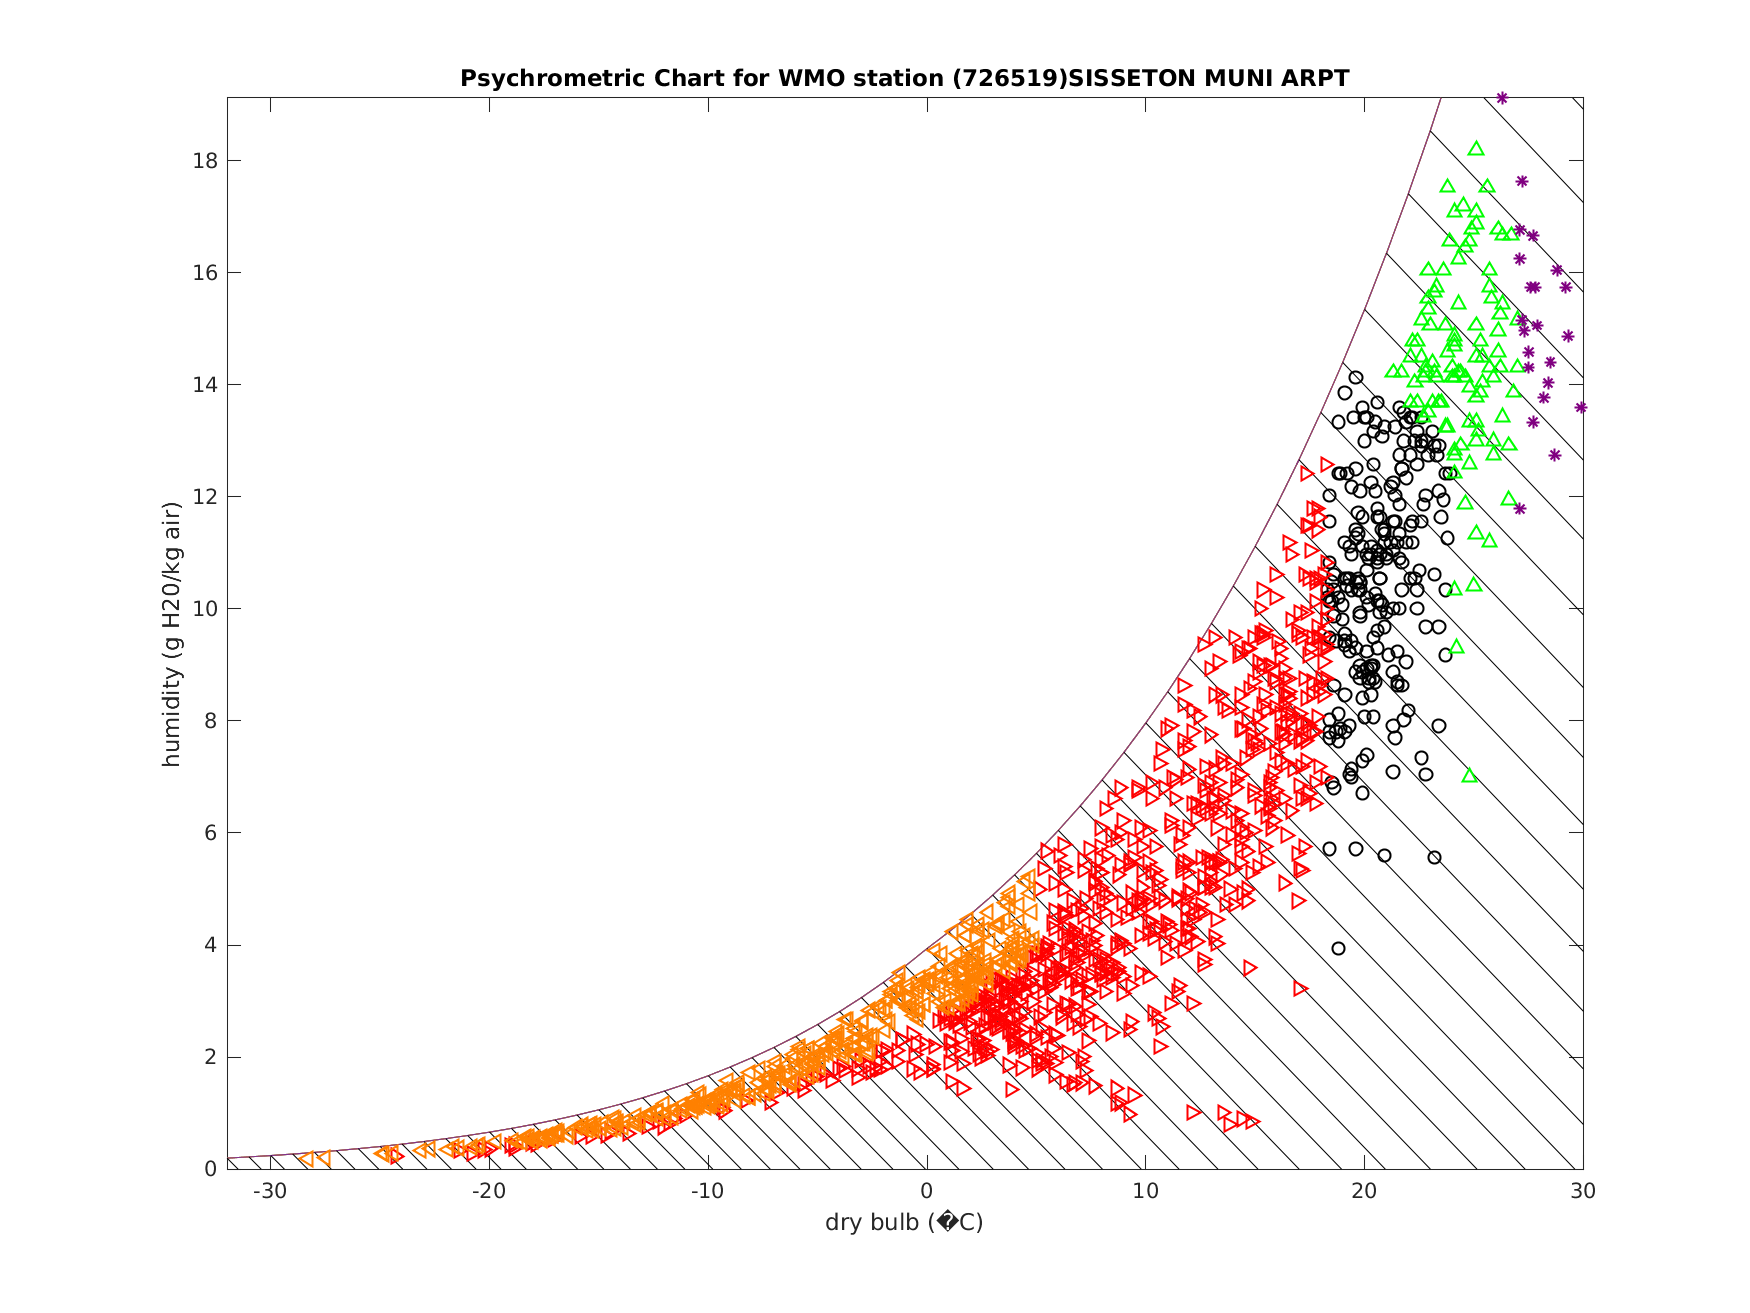 Psychrometric Chart for WMO station (726519)SISSETON MUNI ARPT
humidity (g H20/kg air)
18
16
14
12
10
8
6
4
2
0
-30 -20 -10 0 10 20 30
dry bulb (�C)